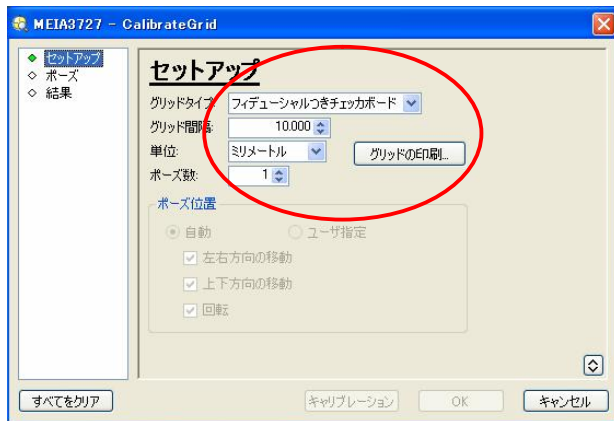 MEIA3727 - CalibrateGrid
セットアップ
ポーズ
結果
セットアップ
グリッドタイプ: フィデューシャルつきチェッカボード
グリッド間隔: 10.000
単位: ミリメートル グリッドの印刷...
ポーズ数: 1
ポーズ位置
自動 ユーザ指定
左右方向の移動
上下方向の移動
回転
すべてをクリア キャリブレーション OK キャンセル